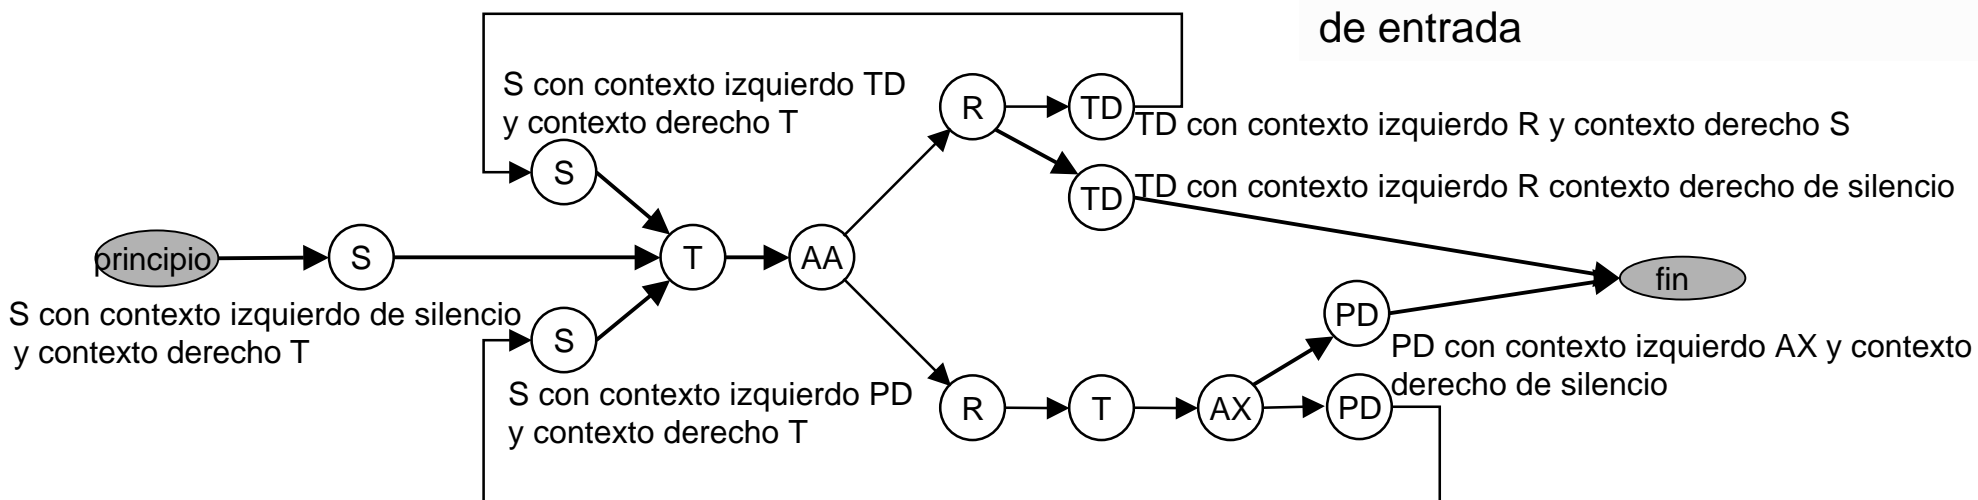 de entrada
S con contexto izquierdo TD
y contexto derecho T
R
TD
TD con contexto izquierdo R y contexto derecho S
S
TD
TD con contexto izquierdo R contexto derecho de silencio
principio
S
T
AA
fin
S con contexto izquierdo de silencio
y contexto derecho T
S
PD
PD con contexto izquierdo AX y contexto
derecho de silencio
S con contexto izquierdo PD
y contexto derecho T
R
T
AX
PD